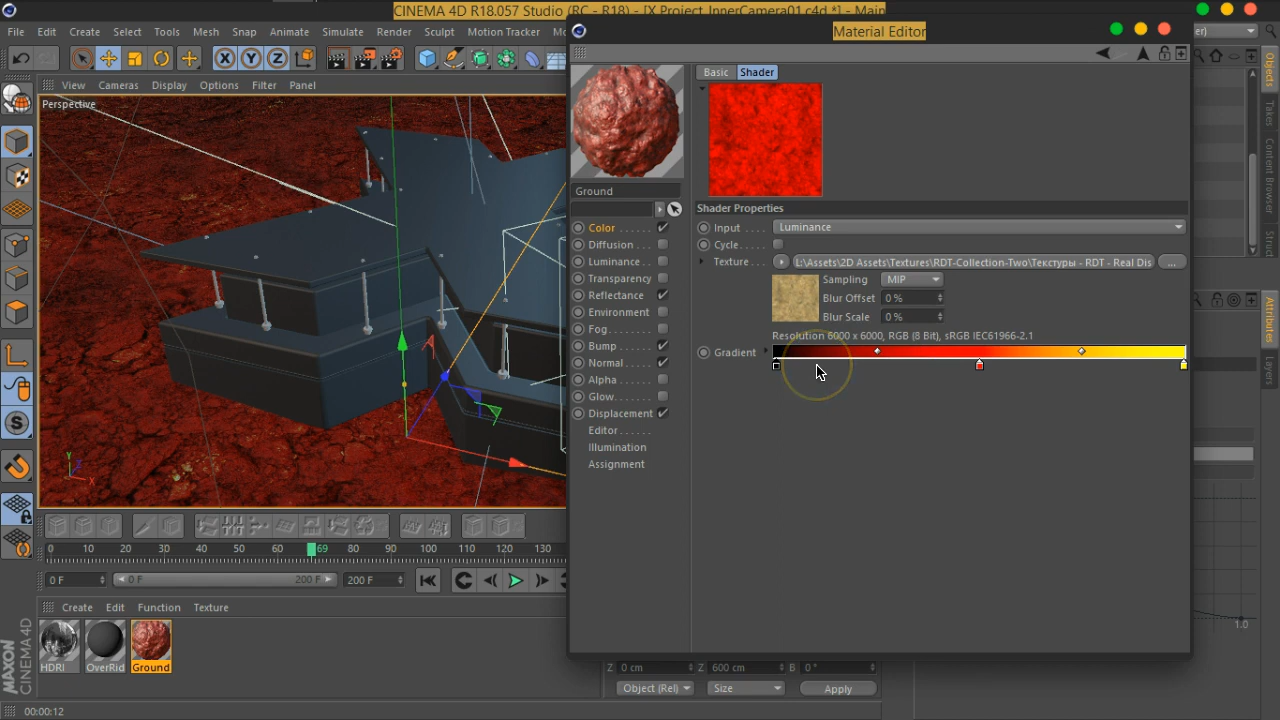 CINEMA 4D R18.057 Studio (RC - R18) - [X Project InnerCamera01.c4d *] - Main
File Edit Create Select Tools Mesh Snap Animate Simulate Render Sculpt Motion Tracker
Material Editor
X Y Z
View Cameras Display Options Filter Panel
Perspective
Basic Shader
Ground
Shader Properties
Color
Input Luminance
Diffusion
Cycle
Luminance
Texture L:\Assets\2D Assets\Textures\RDT-Collection-Two\Текстуры - RDT - Real Dis ...
Transparency
Sampling MIP
Reflectance
Blur Offset 0 %
Environment
Blur Scale 0 %
Fog
Resolution 6000 x 6000, RGB (8 Bit), sRGB IEC61966-2.1
Bump
Gradient
Normal
Alpha
Glow
Displacement
Editor
Illumination
Assignment
Y
Z
X
S
0 10 20 30 40 50 60 69 80 90 100 110 120 130
0 F 0 F 200 F 200 F
Create Edit Function Texture
HDRI OverRid Ground
Z 0 cm Z 600 cm B 0 °
Object (Rel) Size Apply
00:00:12
MAXON
CINEMA 4D
Objects
Takes
Content Browser
Struct
Attributes
Layers
1.0